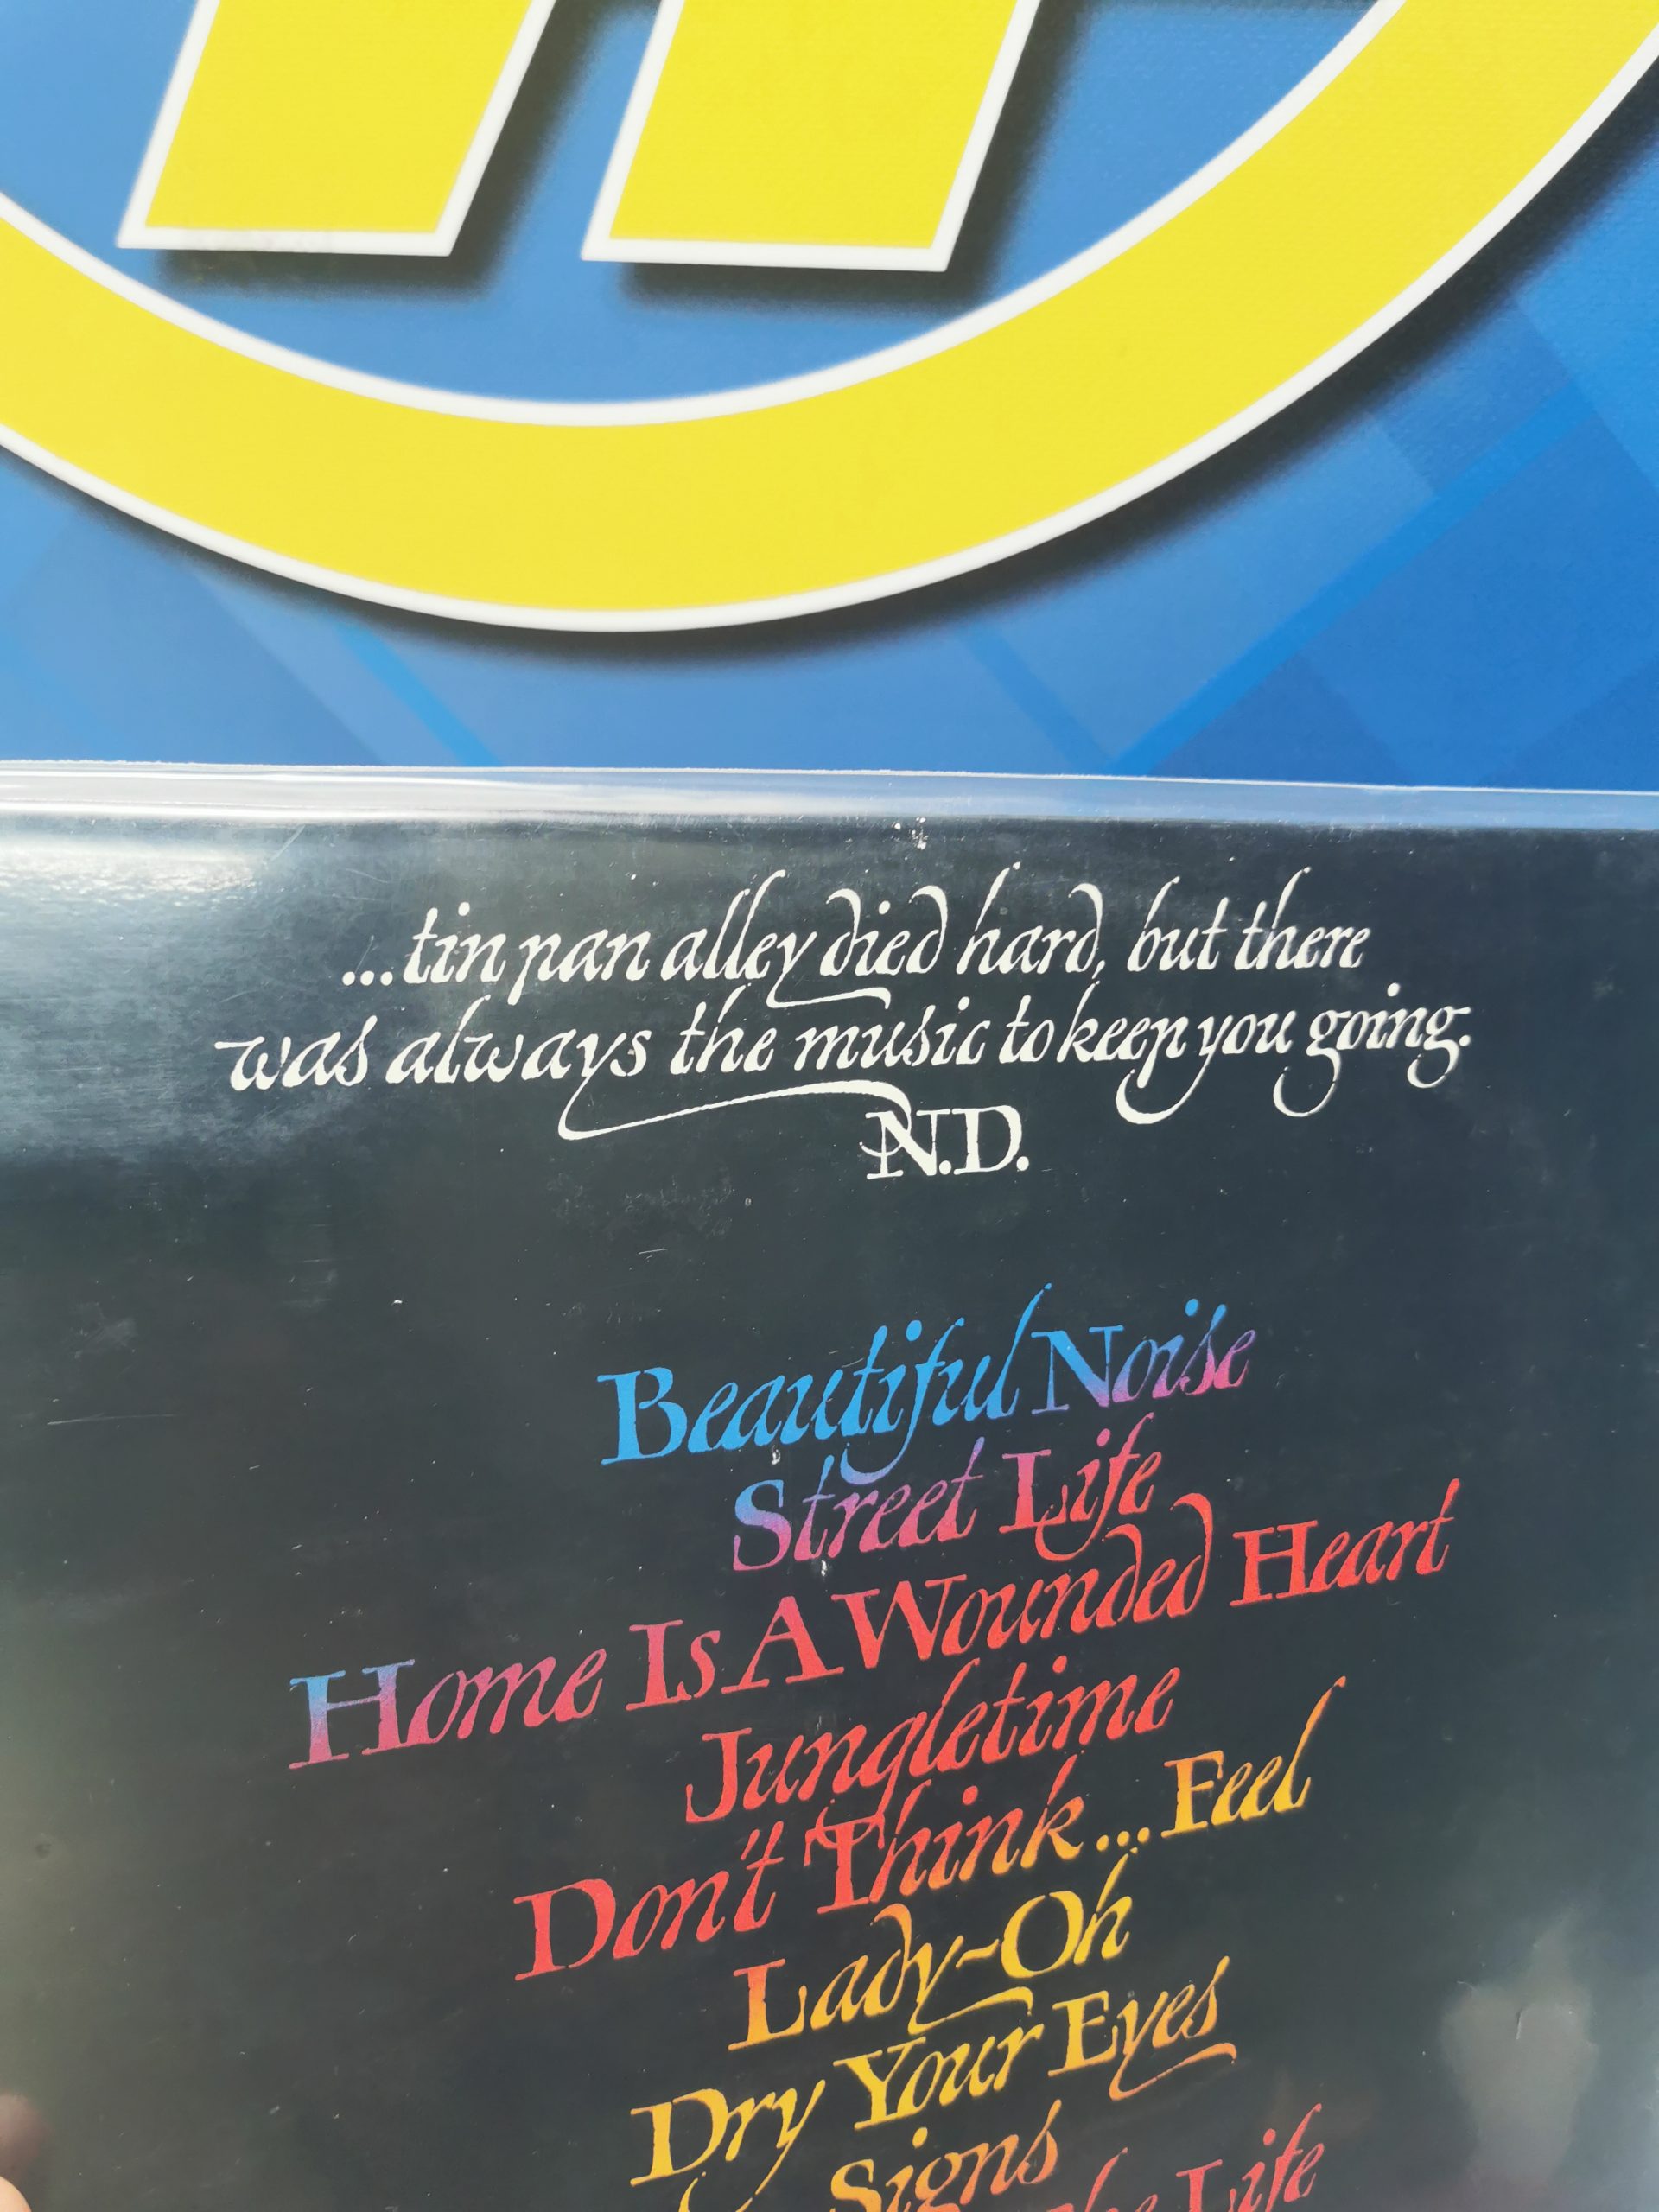 ...tin pan alley died hard, but there
was always the music to keep you going.
N.D.
Beautiful Noise
Street Life
Home Is A Wounded Heart
Jungletime
Don't Think...Feel
Lady-Oh
Dry Your Eyes
Signs
Life